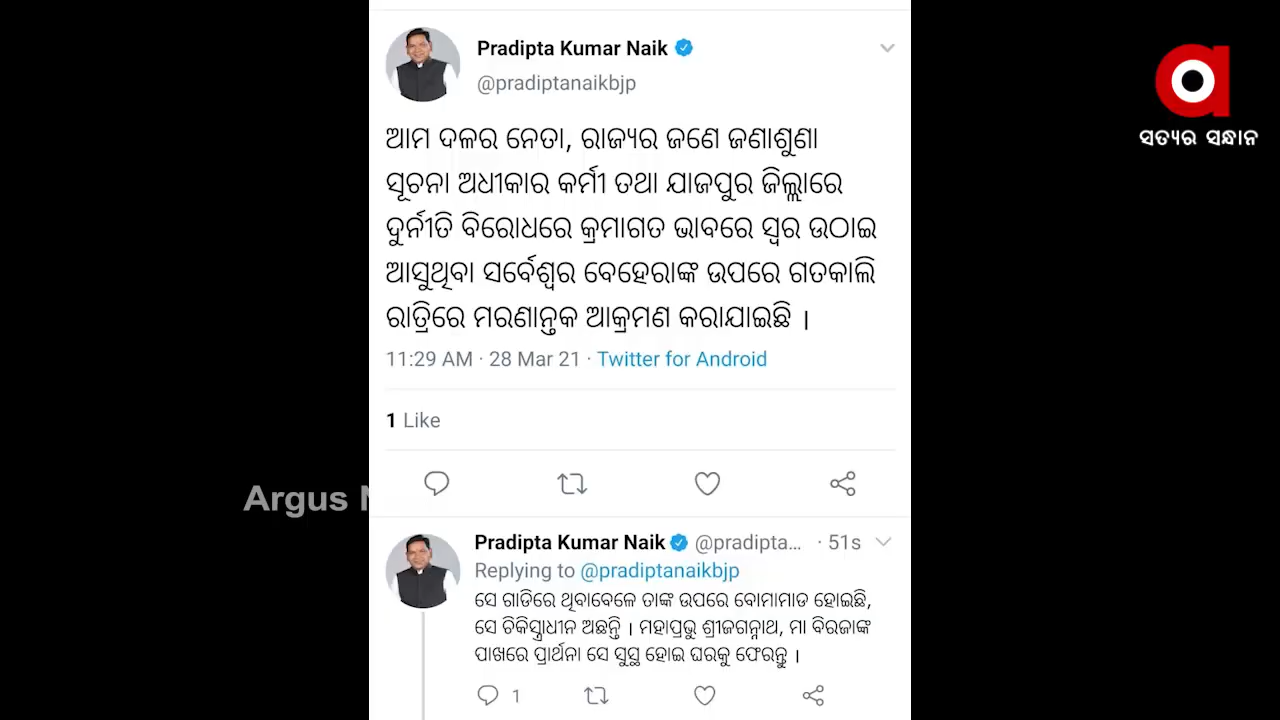 Pradipta Kumar Naik
@pradiptanaikbjp
ସତ୍ୟର ସନ୍ଧାନ
ଆମ ଦଳର ନେତା, ରାଜ୍ୟର ଜଣେ ଜଣାଶୁଣା
ସୂଚନା ଅଧୀକାର କର୍ମୀ ତଥା ଯାଜପୁର ଜିଲ୍ଲାରେ
ଦୁର୍ନୀତି ବିରୋଧରେ କ୍ରମାଗତ ଭାବରେ ସ୍ୱର ଉଠାଇ
ଆସୁଥିବା ସର୍ବେଶ୍ୱର ବେହେରାଙ୍କ ଉପରେ ଗତକାଲି
ରାତ୍ରିରେ ମରଣାନ୍ତକ ଆକ୍ରମଣ କରାଯାଇଛି ।
11:29 AM · 28 Mar 21 · Twitter for Android
1 Like
Argus
Pradipta Kumar Naik @pradipta... · 51s
Replying to @pradiptanaikbjp
ସେ ଗାଡିରେ ଥିବାବେଳେ ତାଙ୍କ ଉପରେ ବୋମାମାଡ ହୋଇଛି,
ସେ ଚିକିତ୍ସାଧୀନ ଅଛନ୍ତି । ମହାପ୍ରଭୁ ଶ୍ରୀଜଗନ୍ନାଥ, ମା ବିରଜାଙ୍କ
ପାଖରେ ପ୍ରାର୍ଥନା ସେ ସୁସ୍ଥ ହୋଇ ଘରକୁ ଫେରନ୍ତୁ ।
1